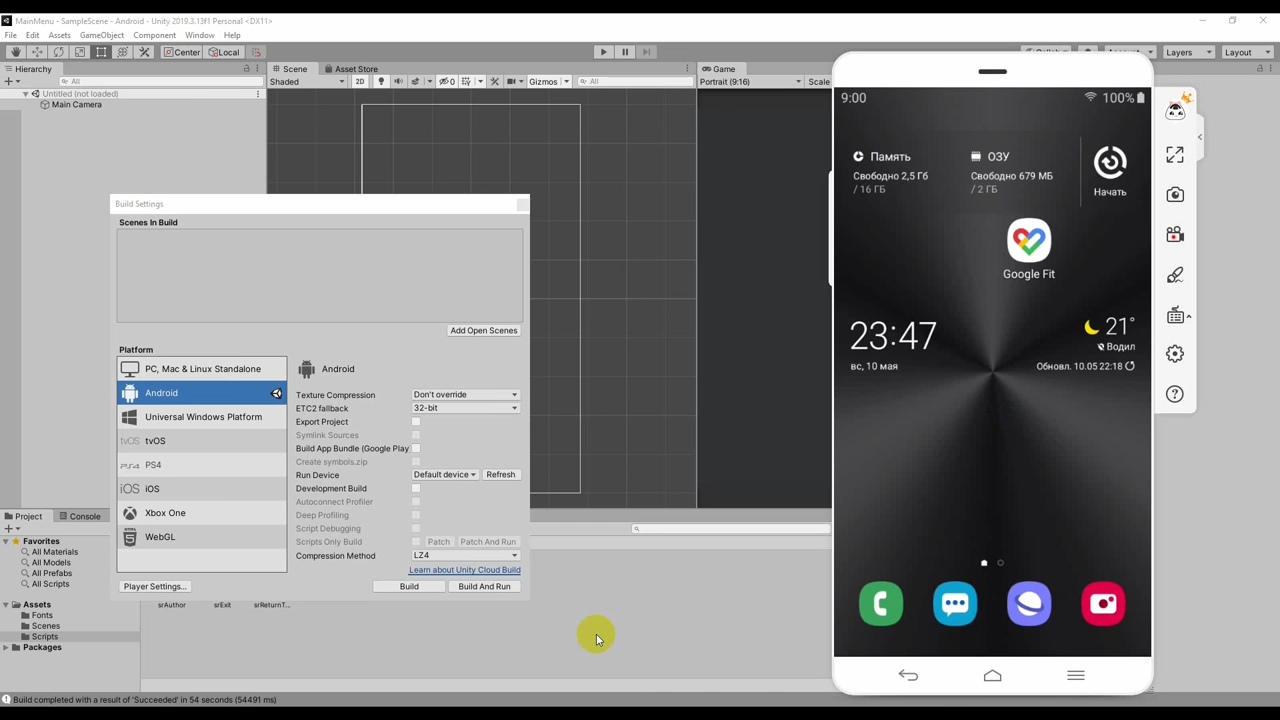 MainMenu - SampleScene - Android - Unity 2019.3.13f1 Personal <DX11>
File Edit Assets GameObject Component Window Help
Center Local
Layers Layout
Hierarchy
All
Untitled (not loaded)
Main Camera
Scene Asset Store
Shaded 2D Gizmos All
Game
Portrait (9:16) Scale
Build Settings
Scenes In Build
Add Open Scenes
Platform
PC, Mac & Linux Standalone
Android
Universal Windows Platform
tvOS tvOS
PS4
iOS iOS
Xbox One
WebGL
Player Settings...
Android
Texture Compression Don't override
ETC2 fallback 32-bit
Export Project
Symlink Sources
Build App Bundle (Google Play
Create symbols.zip
Run Device Default device Refresh
Development Build
Autoconnect Profiler
Deep Profiling
Script Debugging
Scripts Only Build Patch Patch And Run
Compression Method LZ4
Learn about Unity Cloud Build
Build Build And Run
Project Console
Favorites
All Materials
All Models
All Prefabs
All Scripts
Assets
Fonts
Scenes
Scripts
Packages
srAuthor srExit srReturnT...
Build completed with a result of 'Succeeded' in 54 seconds (54491 ms)
9:00 100%
Память
Свободно 2,5 Гб
/ 16 ГБ
ОЗУ
Свободно 679 МБ
/ 2 ГБ
Начать
Google Fit
23:47
вс, 10 мая
21°
Водил
Обновл. 10.05 22:18